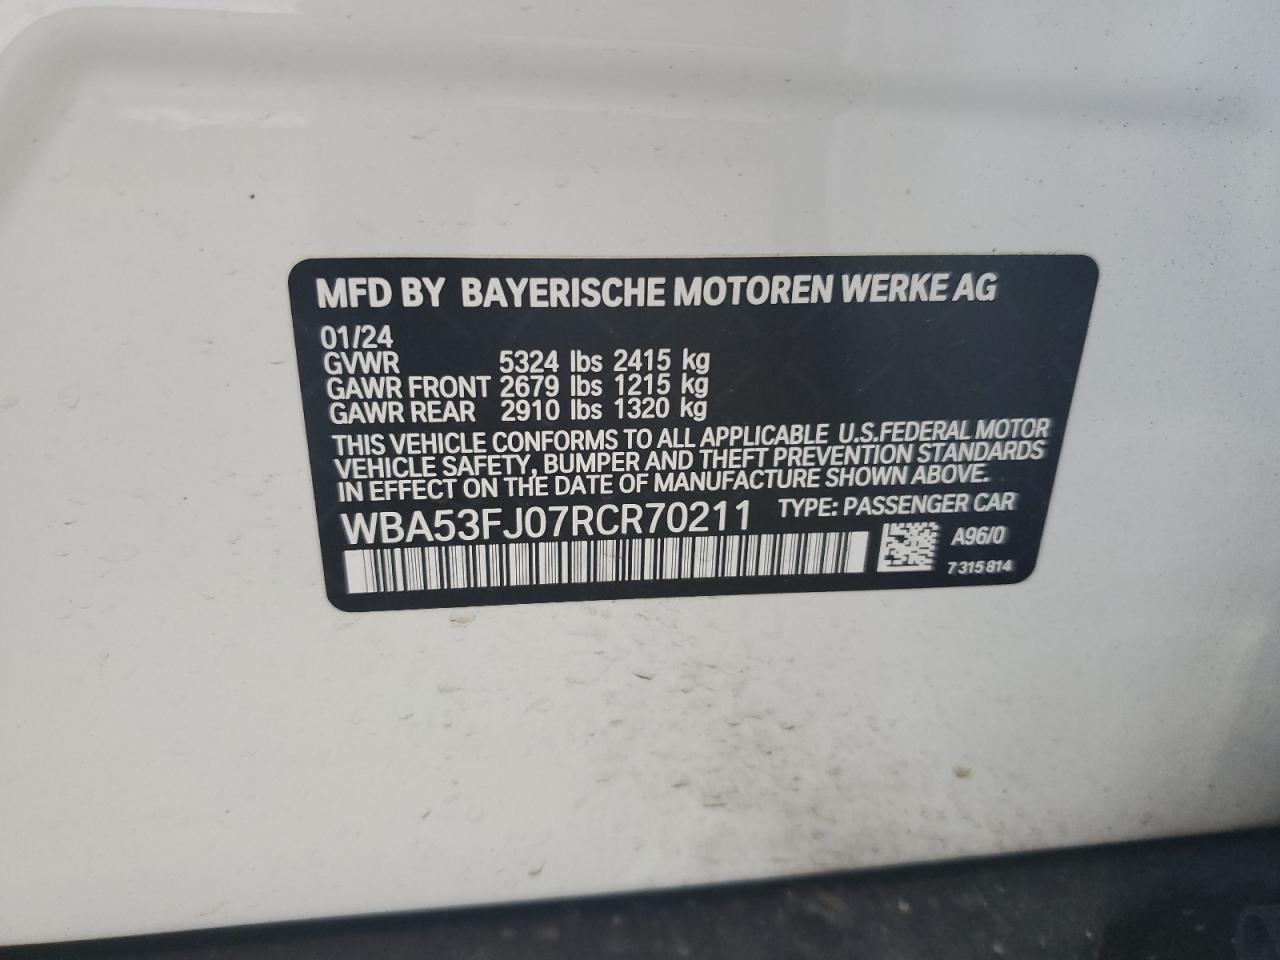 MFD BY BAYERISCHE MOTOREN WERKE AG
01/24
GVWR 5324 lbs 2415 kg
GAWR FRONT 2679 lbs 1215 kg
GAWR REAR 2910 lbs 1320 kg
THIS VEHICLE CONFORMS TO ALL APPLICABLE U.S.FEDERAL MOTOR
VEHICLE SAFETY, BUMPER AND THEFT PREVENTION STANDARDS
IN EFFECT ON THE DATE OF MANUFACTURE SHOWN ABOVE.
WBA53FJ07RCR70211 TYPE: PASSENGER CAR
A96/0
7 315 814